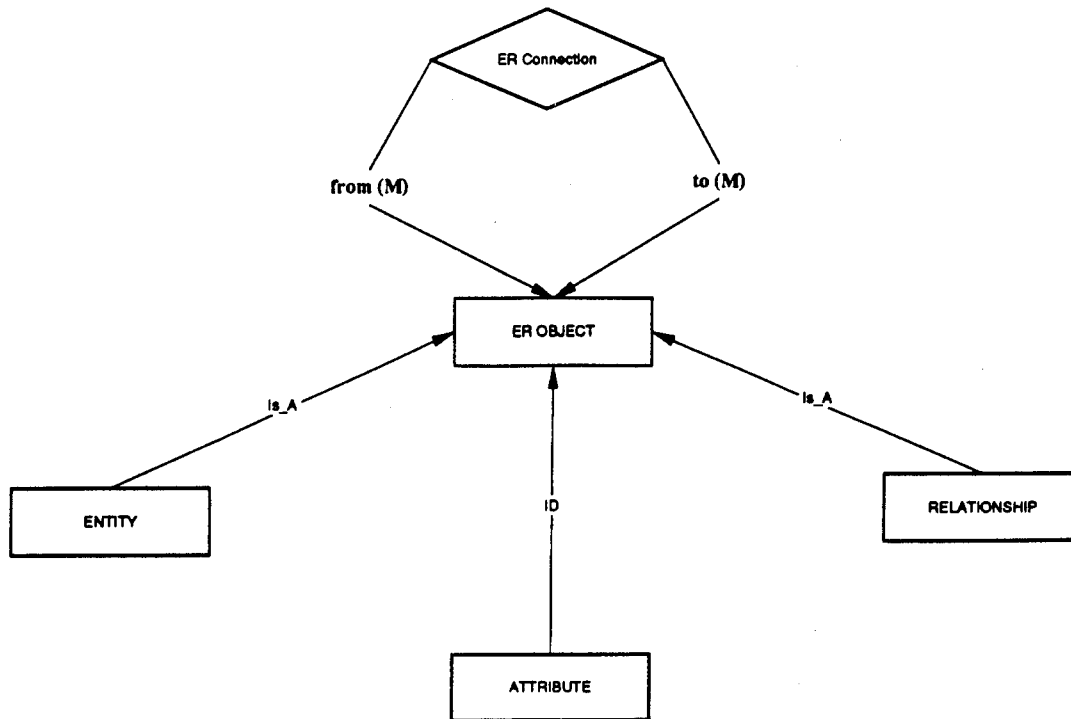 ER Connection
from (M)
to (M)
ER OBJECT
Is_A
Is_A
ENTITY
ID
RELATIONSHIP
ATTRIBUTE